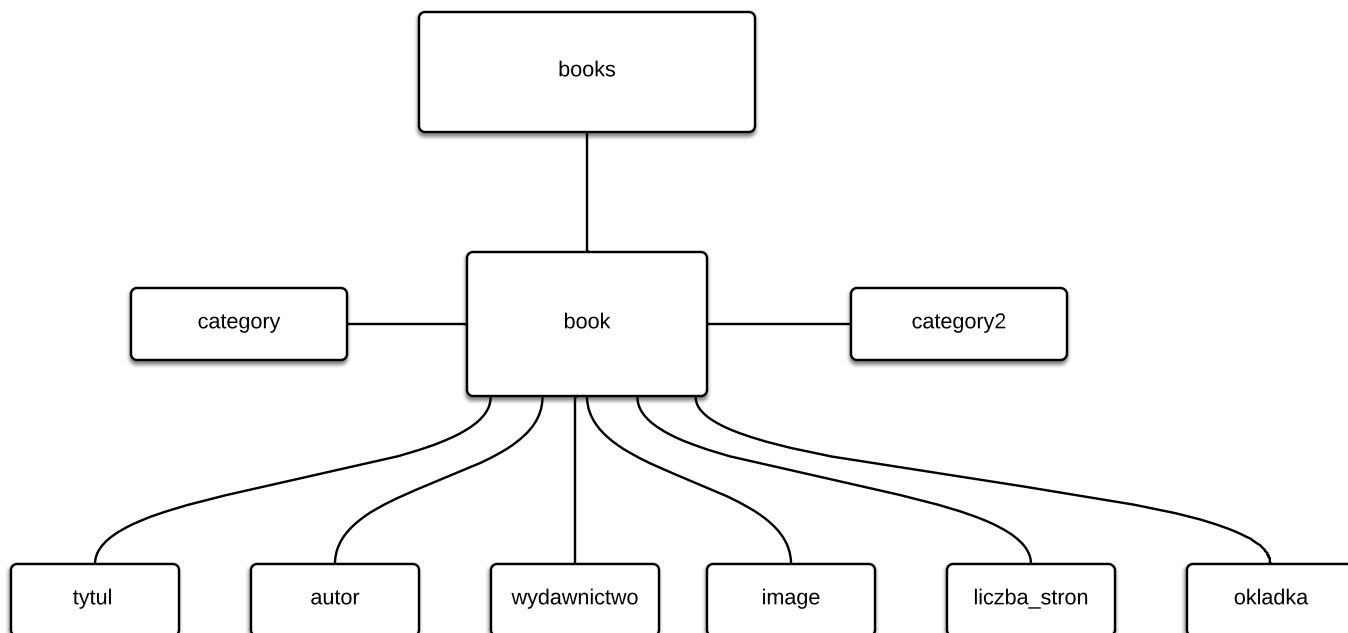 books
category
book
category2
tytul
autor
wydawnictwo
image
liczba_stron
okladka